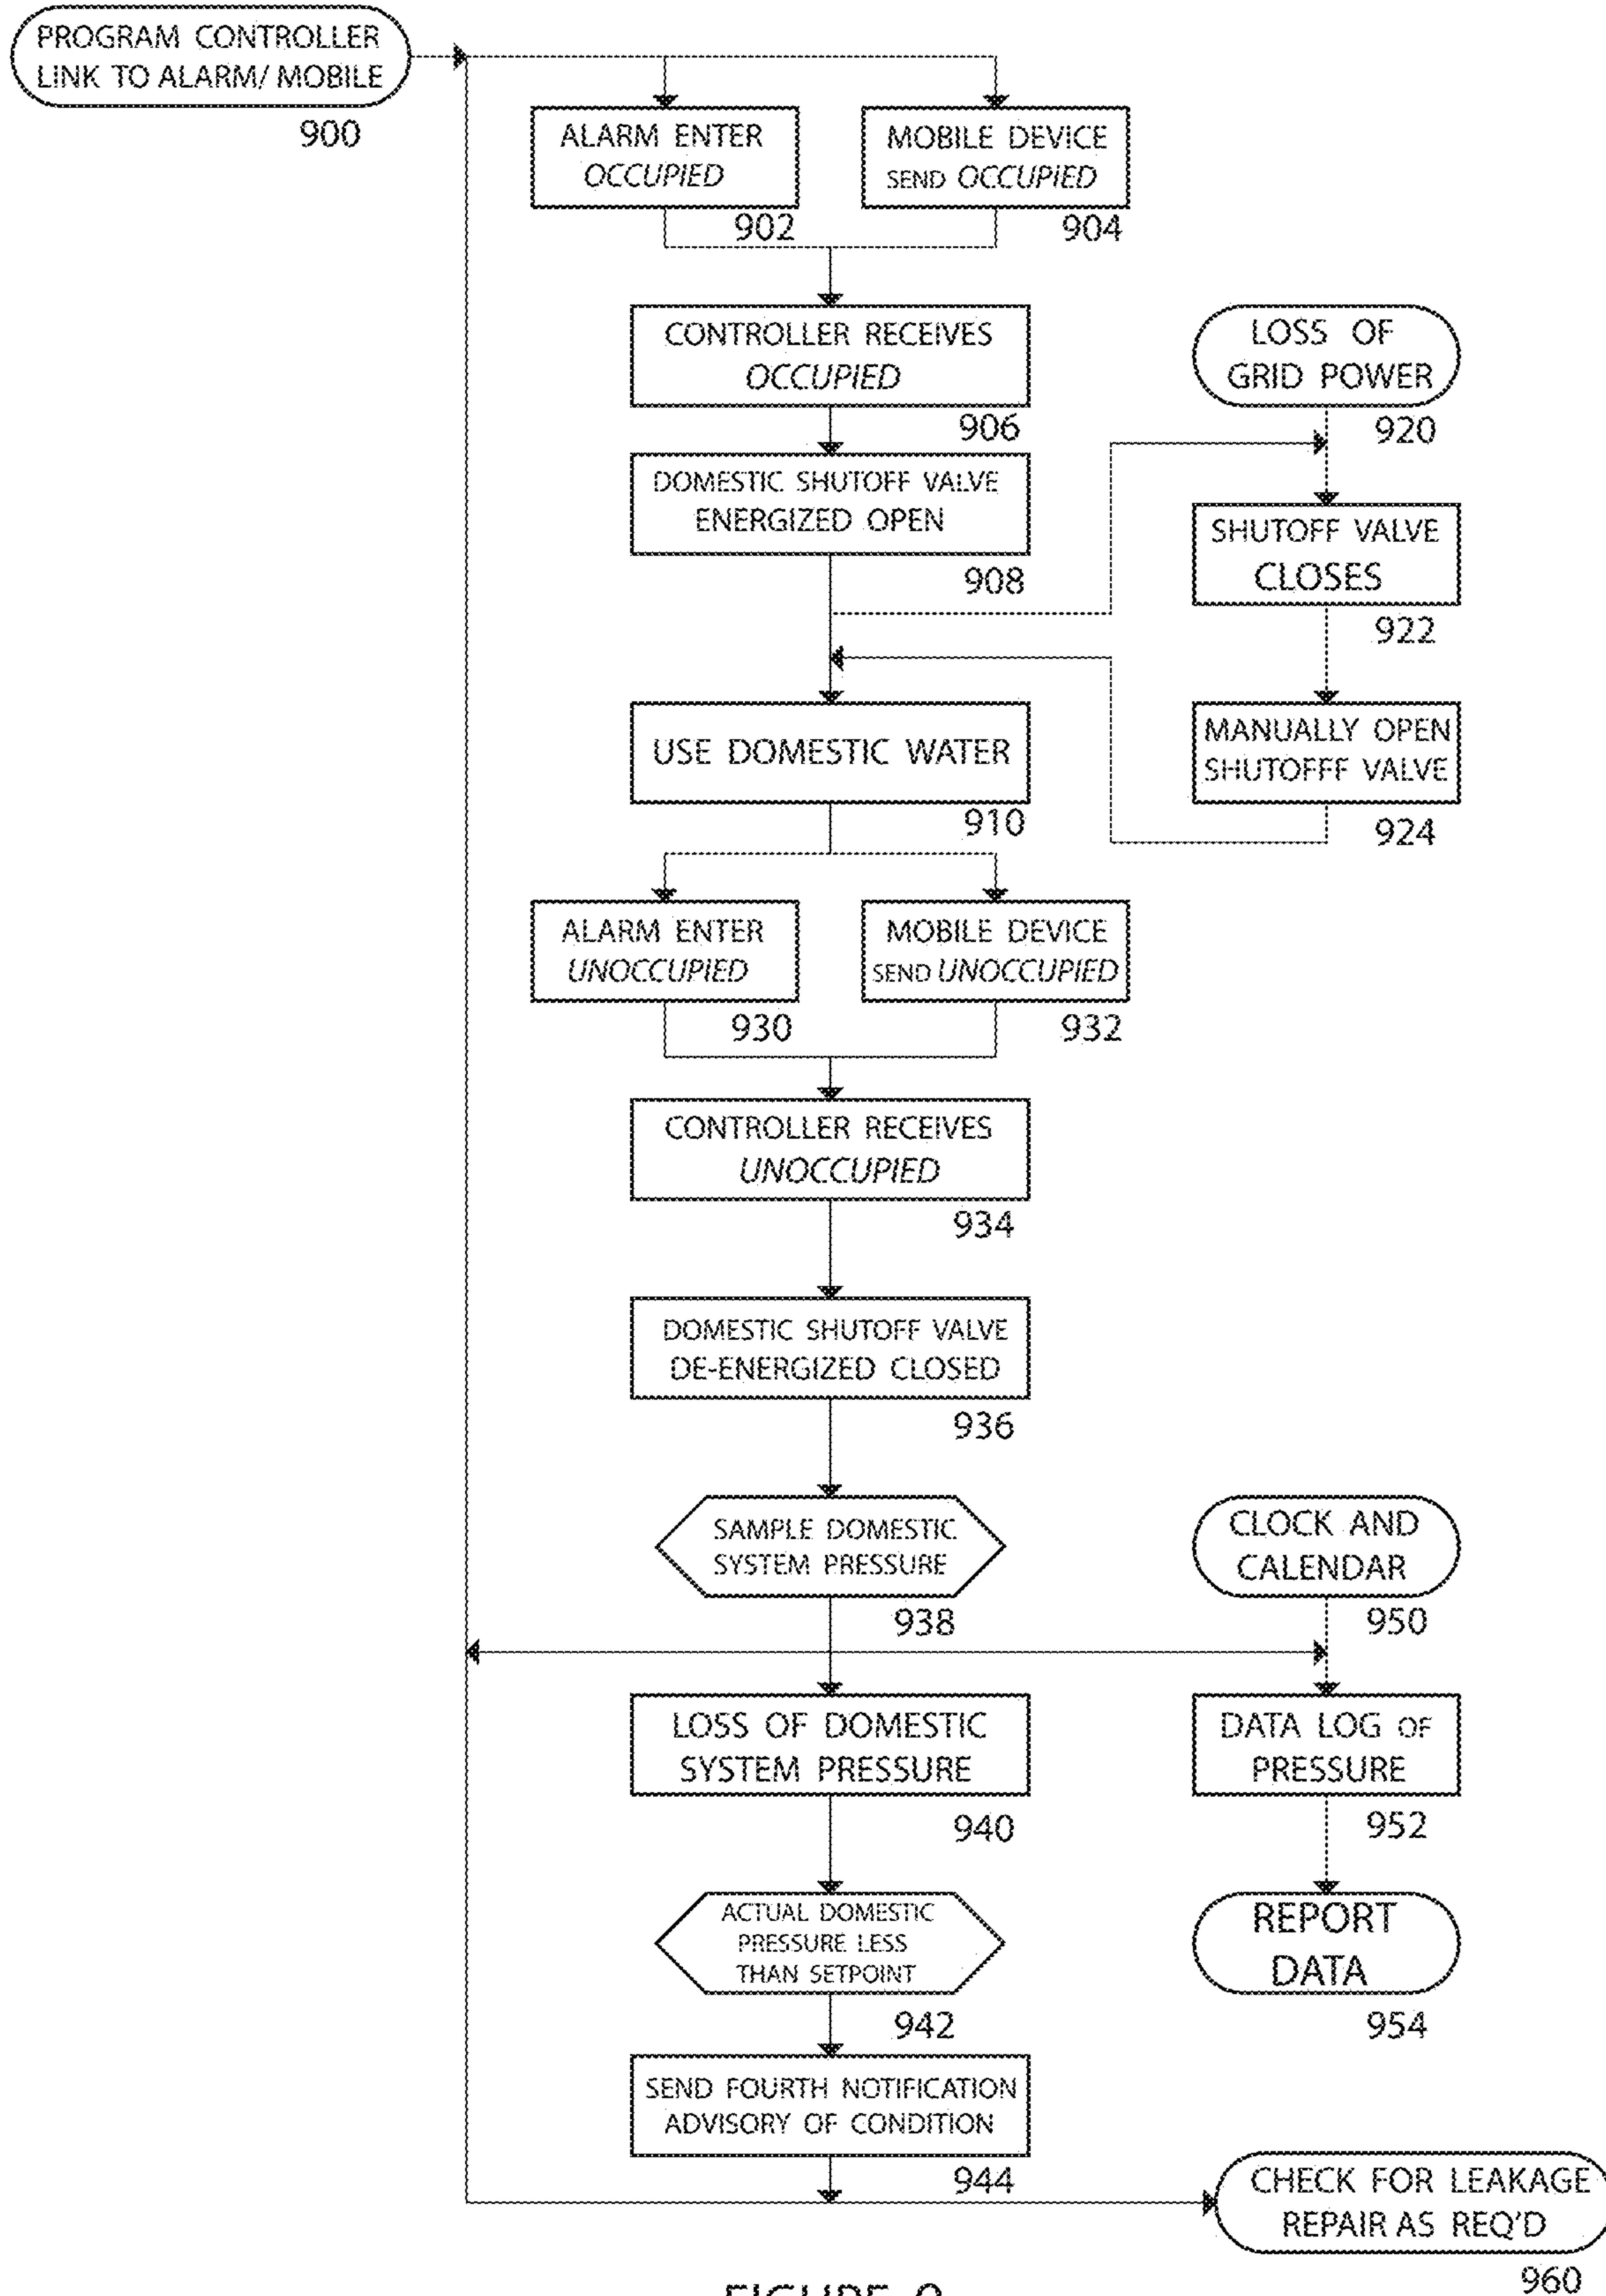 PROGRAM CONTROLLER
LINK TO ALARM/ MOBILE
900
ALARM ENTER
OCCUPIED
902
MOBILE DEVICE
SEND OCCUPIED
904
CONTROLLER RECEIVES
OCCUPIED
906
LOSS OF
GRID POWER
920
DOMESTIC SHUTOFF VALVE
ENERGIZED OPEN
908
SHUTOFF VALVE
CLOSES
922
USE DOMESTIC WATER
910
MANUALLY OPEN
SHUTOFFF VALVE
924
ALARM ENTER
UNOCCUPIED
930
MOBILE DEVICE
SEND UNOCCUPIED
932
CONTROLLER RECEIVES
UNOCCUPIED
934
DOMESTIC SHUTOFF VALVE
DE-ENERGIZED CLOSED
936
SAMPLE DOMESTIC
SYSTEM PRESSURE
938
CLOCK AND
CALENDAR
950
LOSS OF DOMESTIC
SYSTEM PRESSURE
940
DATA LOG OF
PRESSURE
952
ACTUAL DOMESTIC
PRESSURE LESS
THAN SETPOINT
942
REPORT
DATA
954
SEND FOURTH NOTIFICATION
ADVISORY OF CONDITION
944
CHECK FOR LEAKAGE
REPAIR AS REQ'D
960
FIGURE 9